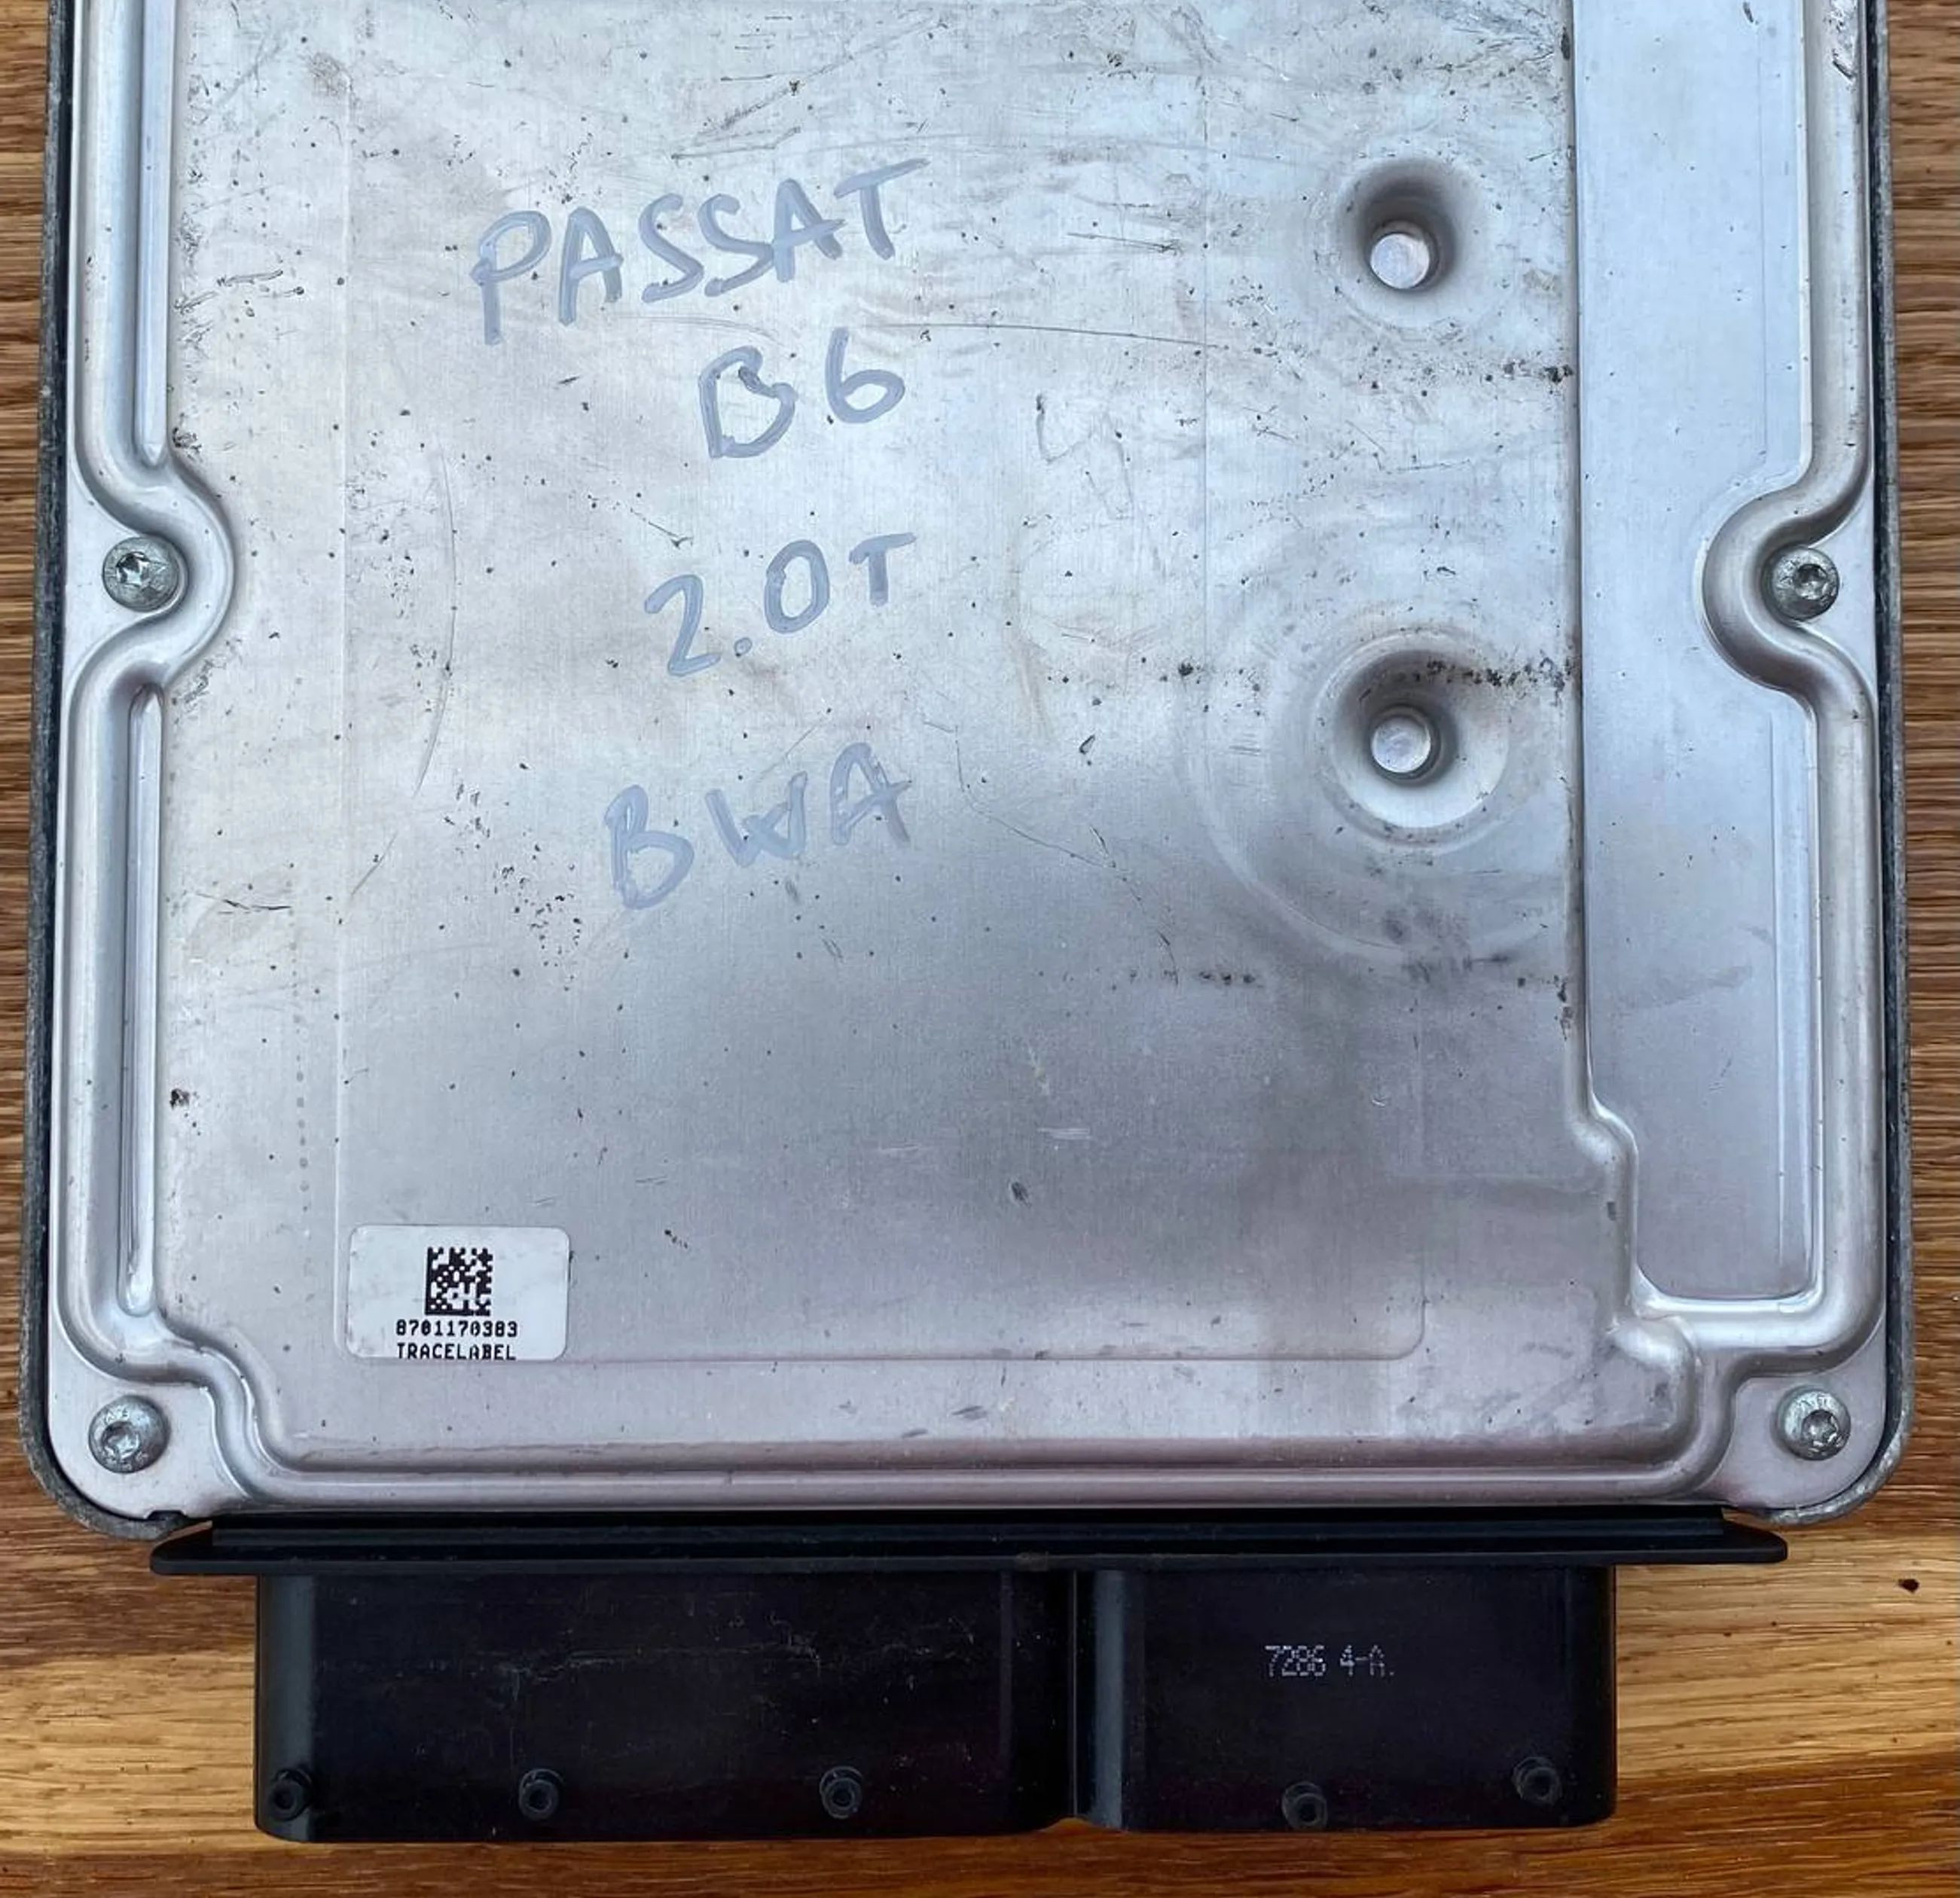 PASSAT
B6
2.0T
BWA
8701170383
TRACELABEL
7286 4-A.